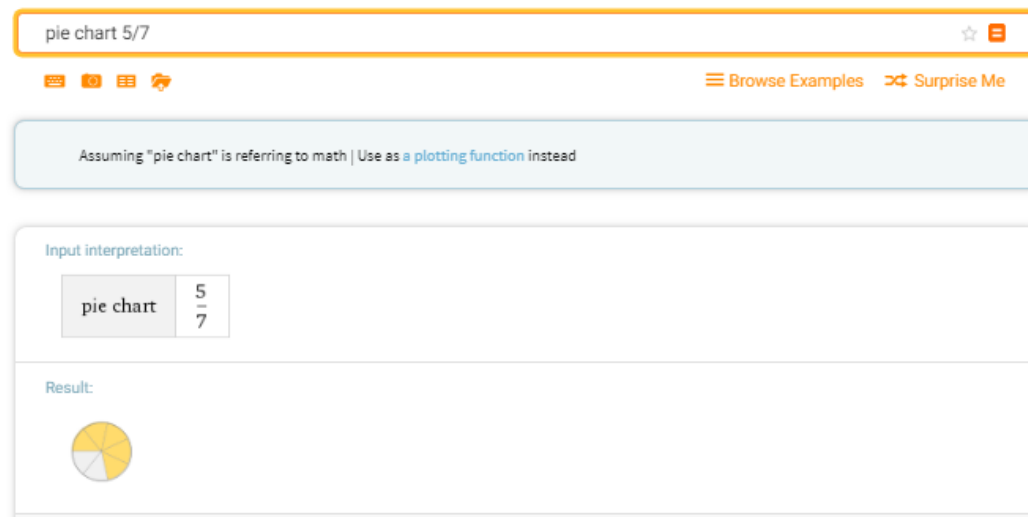 pie chart 5/7
Browse Examples Surprise Me
Assuming "pie chart" is referring to math | Use as a plotting function instead
Input interpretation:
pie chart 5/7
Result: